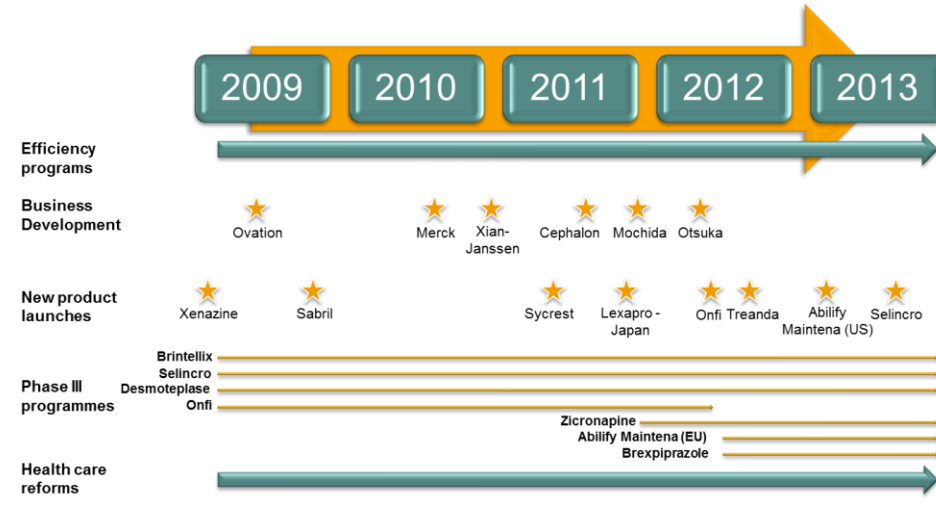 2009 2010 2011 2012 2013
Efficiency
programs
Business
Development
Ovation Merck Xian- Cephalon Mochida Otsuka
Janssen
New product
launches
Xenazine Sabril Sycrest Lexapro - Onfi Treanda Abilify Selincro
Japan Maintena (US)
Brintellix
Selincro
Phase III
programmes
Desmoteplase
Onfi
Zicronapine
Abilify Maintena (EU)
Brexpiprazole
Health care
reforms